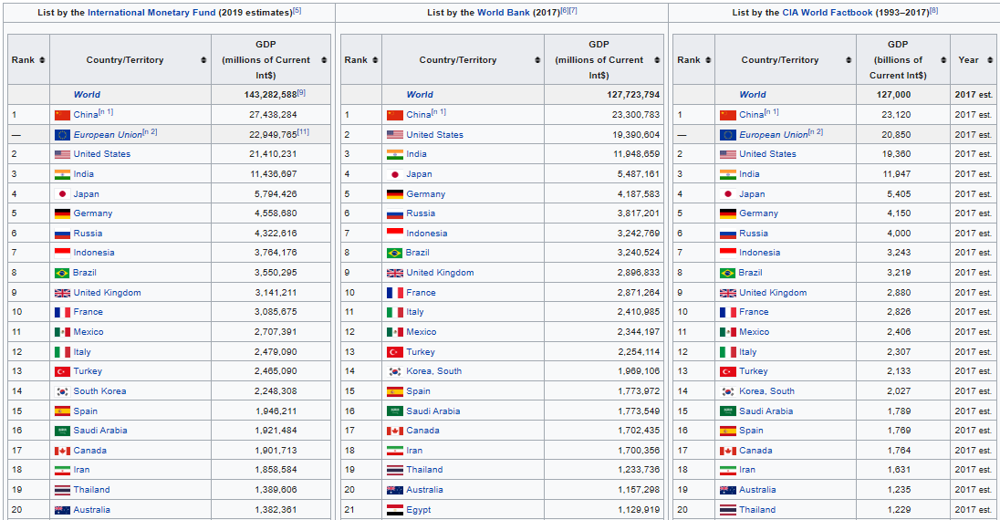 List by the International Monetary Fund (2019 estimates)[5]
Rank Country/Territory GDP (millions of Current Int$)
World 143,282,588[9]
1 China[n 1] 27,438,284
— European Union[n 2] 22,949,765[11]
2 United States 21,410,231
3 India 11,436,697
4 Japan 5,794,426
5 Germany 4,558,680
6 Russia 4,322,616
7 Indonesia 3,764,176
8 Brazil 3,550,295
9 United Kingdom 3,141,211
10 France 3,085,675
11 Mexico 2,707,391
12 Italy 2,479,090
13 Turkey 2,465,090
14 South Korea 2,248,308
15 Spain 1,946,211
16 Saudi Arabia 1,921,484
17 Canada 1,901,713
18 Iran 1,858,584
19 Thailand 1,389,606
20 Australia 1,382,361
List by the World Bank (2017)[6][7]
Rank Country/Territory GDP (millions of Current Int$)
World 127,723,794
1 China[n 1] 23,300,783
2 United States 19,390,604
3 India 11,948,659
4 Japan 5,487,161
5 Germany 4,187,583
6 Russia 3,817,201
7 Indonesia 3,242,769
8 Brazil 3,240,524
9 United Kingdom 2,896,833
10 France 2,871,264
11 Italy 2,410,985
12 Mexico 2,344,197
13 Turkey 2,254,114
14 Korea, South 1,969,106
15 Spain 1,773,972
16 Saudi Arabia 1,773,549
17 Canada 1,702,435
18 Iran 1,700,356
19 Thailand 1,233,736
20 Australia 1,157,298
21 Egypt 1,129,919
List by the CIA World Factbook (1993–2017)[8]
Rank Country/Territory GDP (billions of Current Int$) Year
World 127,000 2017 est.
1 China[n 1] 23,120 2017 est.
— European Union[n 2] 20,850 2017 est.
2 United States 19,360 2017 est.
3 India 11,947 2017 est.
4 Japan 5,405 2017 est.
5 Germany 4,150 2017 est.
6 Russia 4,000 2017 est.
7 Indonesia 3,243 2017 est.
8 Brazil 3,219 2017 est.
9 United Kingdom 2,880 2017 est.
10 France 2,826 2017 est.
11 Mexico 2,406 2017 est.
12 Italy 2,307 2017 est.
13 Turkey 2,133 2017 est.
14 Korea, South 2,027 2017 est.
15 Saudi Arabia 1,789 2017 est.
16 Spain 1,769 2017 est.
17 Canada 1,764 2017 est.
18 Iran 1,631 2017 est.
19 Australia 1,235 2017 est.
20 Thailand 1,229 2017 est.